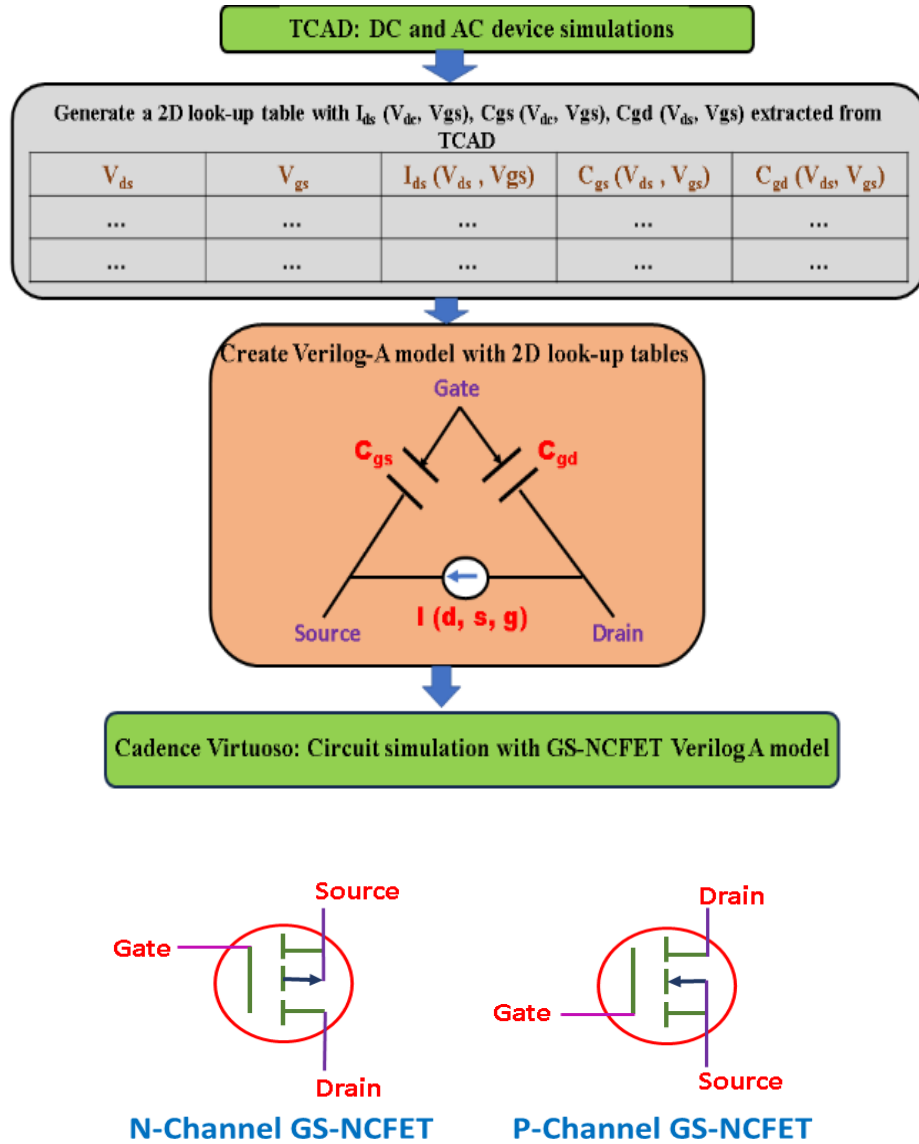 TCAD: DC and AC device simulations
Generate a 2D look-up table with Ids (Vdc, Vgs), Cgs (Vdc, Vgs), Cgd (Vds, Vgs) extracted from
TCAD
Vds Vgs Ids (Vds , Vgs) Cgs (Vds , Vgs) Cgd (Vds, Vgs)
... ... ... ... ...
... ... ... ... ...
Create Verilog-A model with 2D look-up tables
Gate
Cgs Cgd
I (d, s, g)
Source Drain
Cadence Virtuoso: Circuit simulation with GS-NCFET Verilog A model
Source Drain
Gate
Gate
Drain Source
N-Channel GS-NCFET P-Channel GS-NCFET